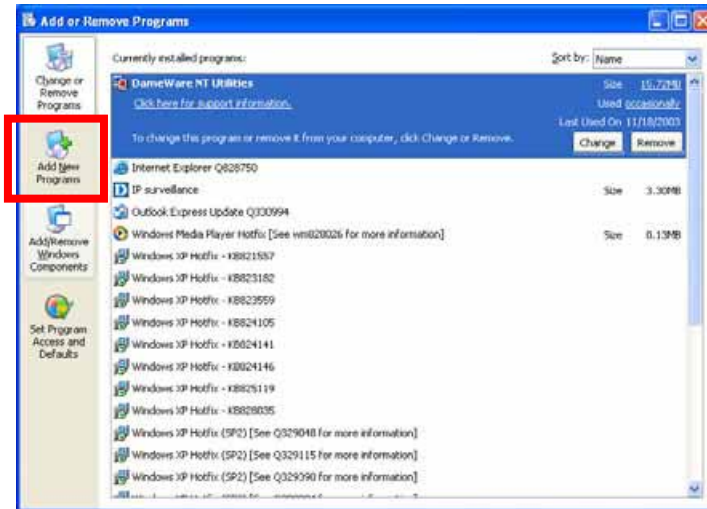 Add or Remove Programs
Change or
Remove
Programs
Add New
Programs
Add/Remove
Windows
Components
Set Program
Access and
Defaults
Currently installed programs:
Sort by: Name
DameWare NT Utilities
Size 15.72MB
Click here for support information.
Used occasionally
Last Used On 11/18/2003
To change this program or remove it from your computer, click Change or Remove.
Change Remove
Internet Explorer Q828750
IP surveillance
Size 3.30MB
Outlook Express Update Q330994
Windows Media Player Hotfix [See wm828026 for more information]
Size 0.13MB
Windows XP Hotfix - KB821557
Windows XP Hotfix - KB823182
Windows XP Hotfix - KB823559
Windows XP Hotfix - KB824105
Windows XP Hotfix - KB824141
Windows XP Hotfix - KB824146
Windows XP Hotfix - KB825119
Windows XP Hotfix - KB828035
Windows XP Hotfix (SP2) [See Q329048 for more information]
Windows XP Hotfix (SP2) [See Q329115 for more information]
Windows XP Hotfix (SP2) [See Q329390 for more information]